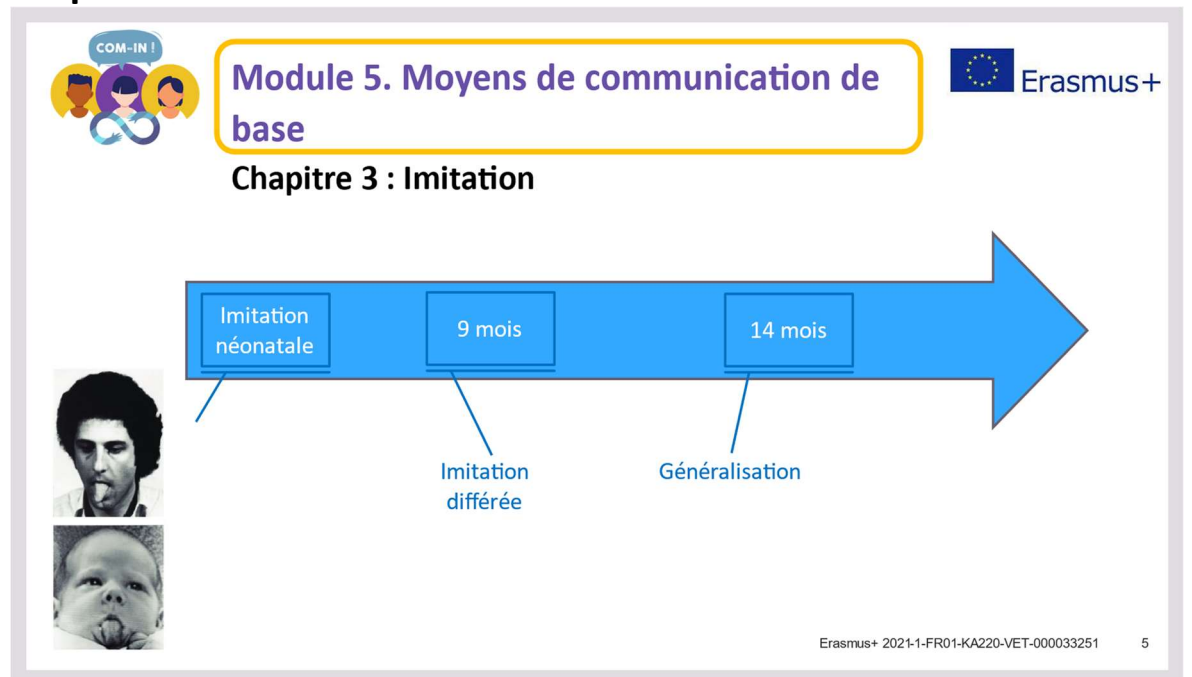 COM-IN !
Module 5. Moyens de communication de
base
Erasmus+
Chapitre 3 : Imitation
Imitation
néonatale
9 mois
14 mois
Imitation
différée
Généralisation
Erasmus+ 2021-1-FR01-KA220-VET-000033251 5